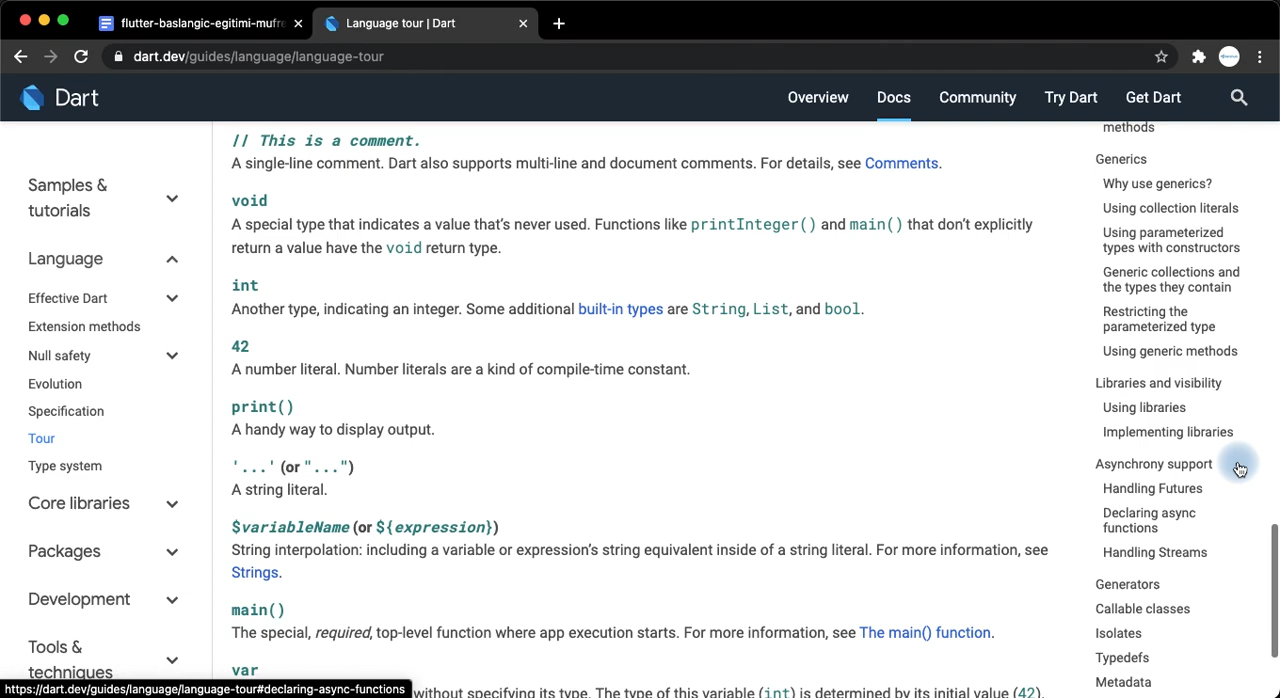 flutter-baslangic-egitimi-mufre
Language tour | Dart
dart.dev/guides/language/language-tour
Dart
Overview
Docs
Community
Try Dart
Get Dart
Samples &
tutorials
Language
Effective Dart
Extension methods
Null safety
Evolution
Specification
Tour
Type system
Core libraries
Packages
Development
Tools &
techniques
// This is a comment.
A single-line comment. Dart also supports multi-line and document comments. For details, see Comments.
void
A special type that indicates a value that’s never used. Functions like printInteger() and main() that don’t explicitly
return a value have the void return type.
int
Another type, indicating an integer. Some additional built-in types are String, List, and bool.
42
A number literal. Number literals are a kind of compile-time constant.
print()
A handy way to display output.
'...' (or "...")
A string literal.
$variableName (or ${expression})
String interpolation: including a variable or expression’s string equivalent inside of a string literal. For more information, see
Strings.
main()
The special, required, top-level function where app execution starts. For more information, see The main() function.
var
without specifying its type. The type of this variable (int) is determined by its initial value (42).
methods
Generics
Why use generics?
Using collection literals
Using parameterized
types with constructors
Generic collections and
the types they contain
Restricting the
parameterized type
Using generic methods
Libraries and visibility
Using libraries
Implementing libraries
Asynchrony support
Handling Futures
Declaring async
functions
Handling Streams
Generators
Callable classes
Isolates
Typedefs
Metadata
https://dart.dev/guides/language/language-tour#declaring-async-functions